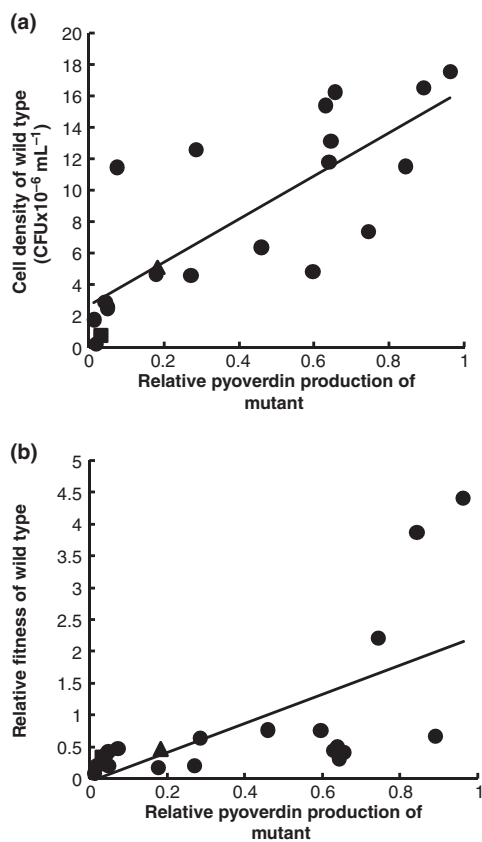 (a)
20
18
16
14
12
10
8
6
4
2
0
Cell density of wild type
(CFUx10⁻⁶ mL⁻¹)
0 0.2 0.4 0.6 0.8 1
Relative pyoverdin production of
mutant
(b)
5
4.5
4
3.5
3
2.5
2
1.5
1
0.5
0
Relative fitness of wild type
0 0.2 0.4 0.6 0.8 1
Relative pyoverdin production of
mutant